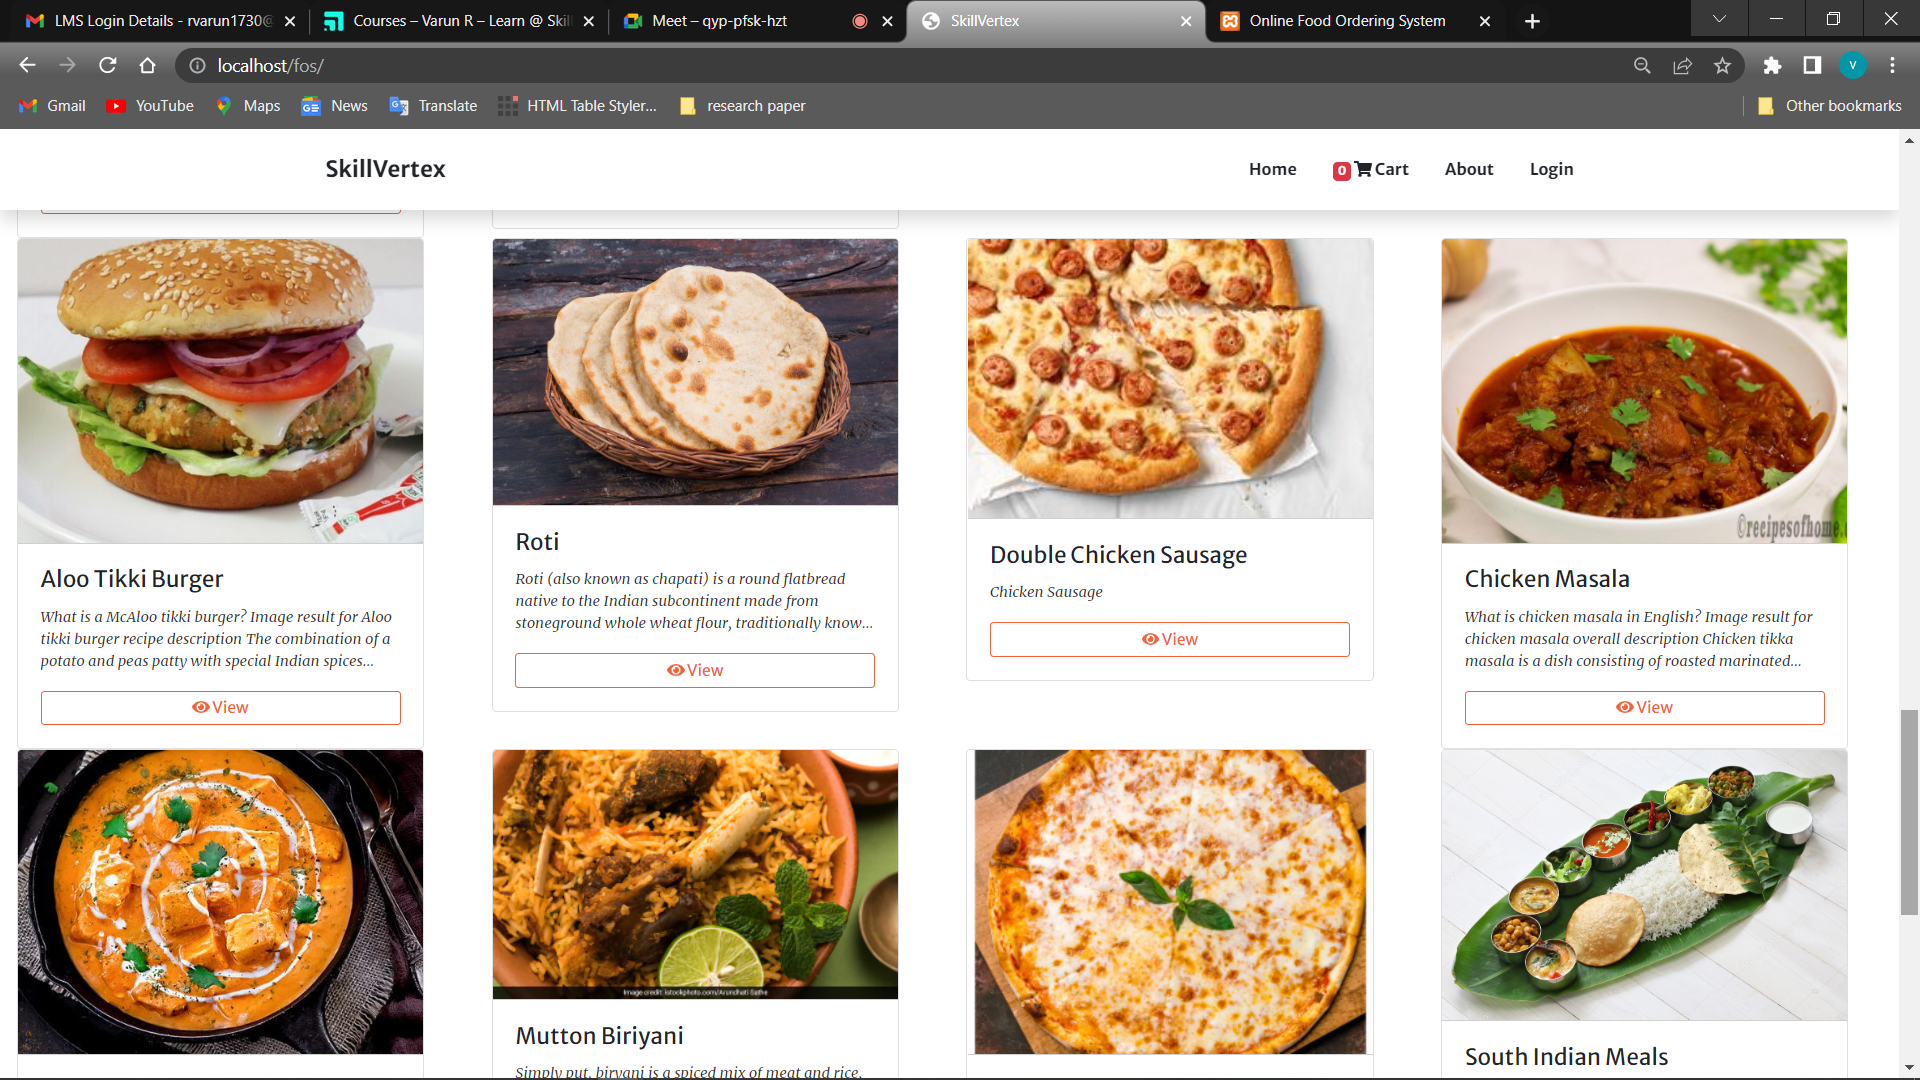 LMS Login Details - rvarun1730@
Courses – Varun R – Learn @ Skil
Meet – qyp-pfsk-hzt
SkillVertex
Online Food Ordering System
localhost/fos/
V
Gmail
YouTube
Maps
News
Translate
HTML Table Styler...
research paper
Other bookmarks
SkillVertex
Home
0 Cart
About
Login
©recipesofhome.
Aloo Tikki Burger
What is a McAloo tikki burger? Image result for Aloo
tikki burger recipe description The combination of a
potato and peas patty with special Indian spices...
View
Roti
Roti (also known as chapati) is a round flatbread
native to the Indian subcontinent made from
stoneground whole wheat flour, traditionally know...
View
Double Chicken Sausage
Chicken Sausage
View
Chicken Masala
What is chicken masala in English? Image result for
chicken masala overall description Chicken tikka
masala is a dish consisting of roasted marinated...
View
Image credit: istockphoto.com/Arundhati Sathe
Mutton Biriyani
Simply put, biryani is a spiced mix of meat and rice,
South Indian Meals